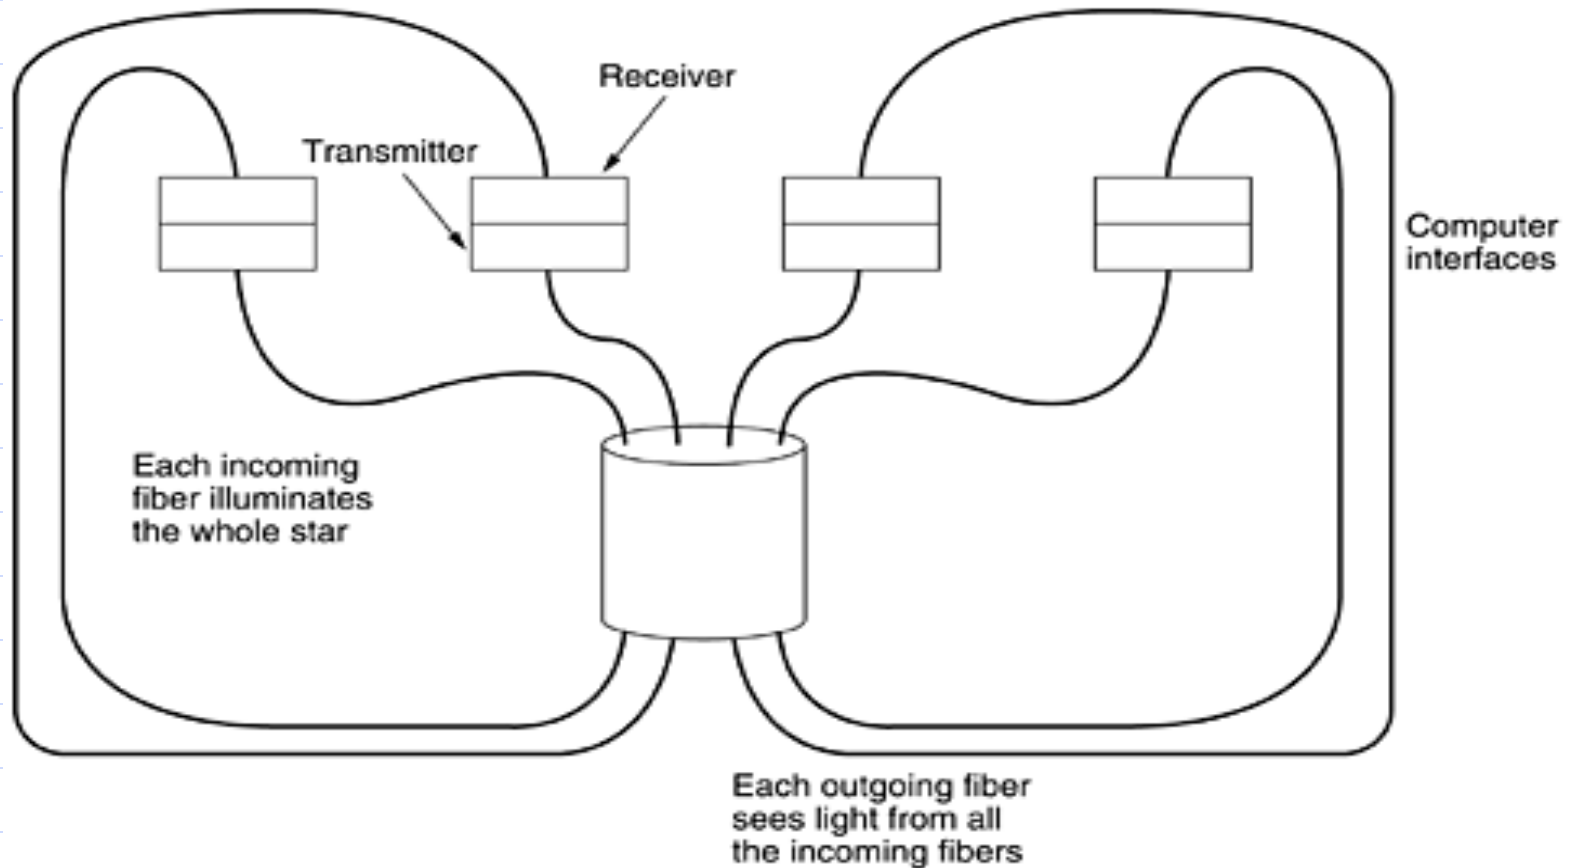 Receiver
Transmitter
Computer
interfaces
Each incoming
fiber illuminates
the whole star
Each outgoing fiber
sees light from all
the incoming fibers